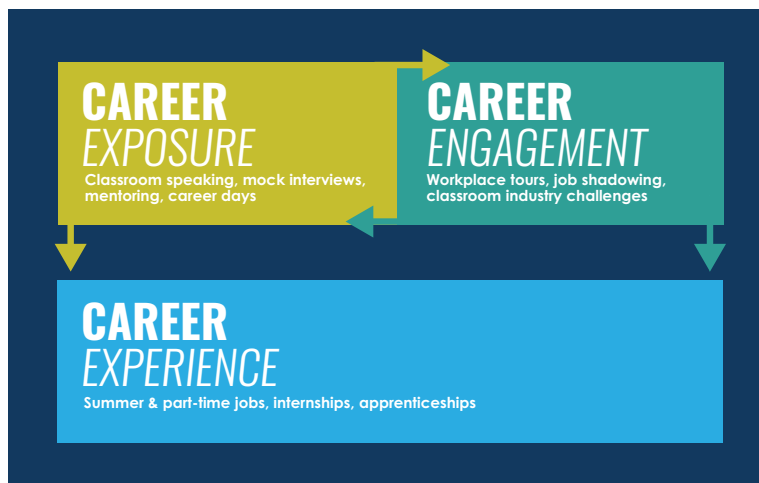 CAREER
EXPOSURE
Classroom speaking, mock interviews,
mentoring, career days
CAREER
ENGAGEMENT
Workplace tours, job shadowing,
classroom industry challenges
CAREER
EXPERIENCE
Summer & part-time jobs, internships, apprenticeships